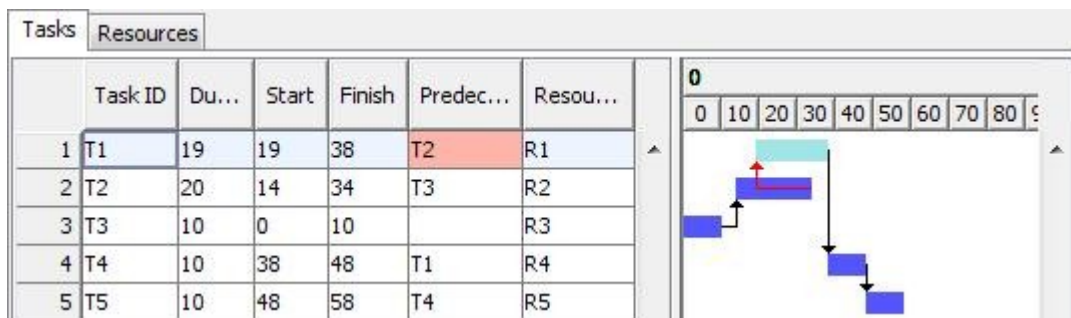 Tasks Resources
Task ID Du... Start Finish Predec... Resou...
1 T1 19 19 38 T2 R1
2 T2 20 14 34 T3 R2
3 T3 10 0 10 R3
4 T4 10 38 48 T1 R4
5 T5 10 48 58 T4 R5
0
0 10 20 30 40 50 60 70 80